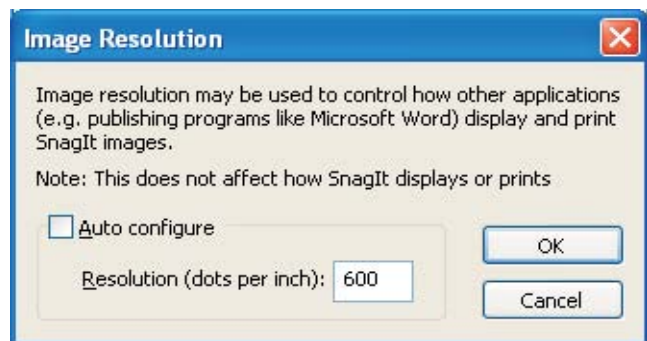 Image Resolution
Image resolution may be used to control how other applications
(e.g. publishing programs like Microsoft Word) display and print
SnagIt images.
Note: This does not affect how SnagIt displays or prints
Auto configure
Resolution (dots per inch): 600
OK
Cancel